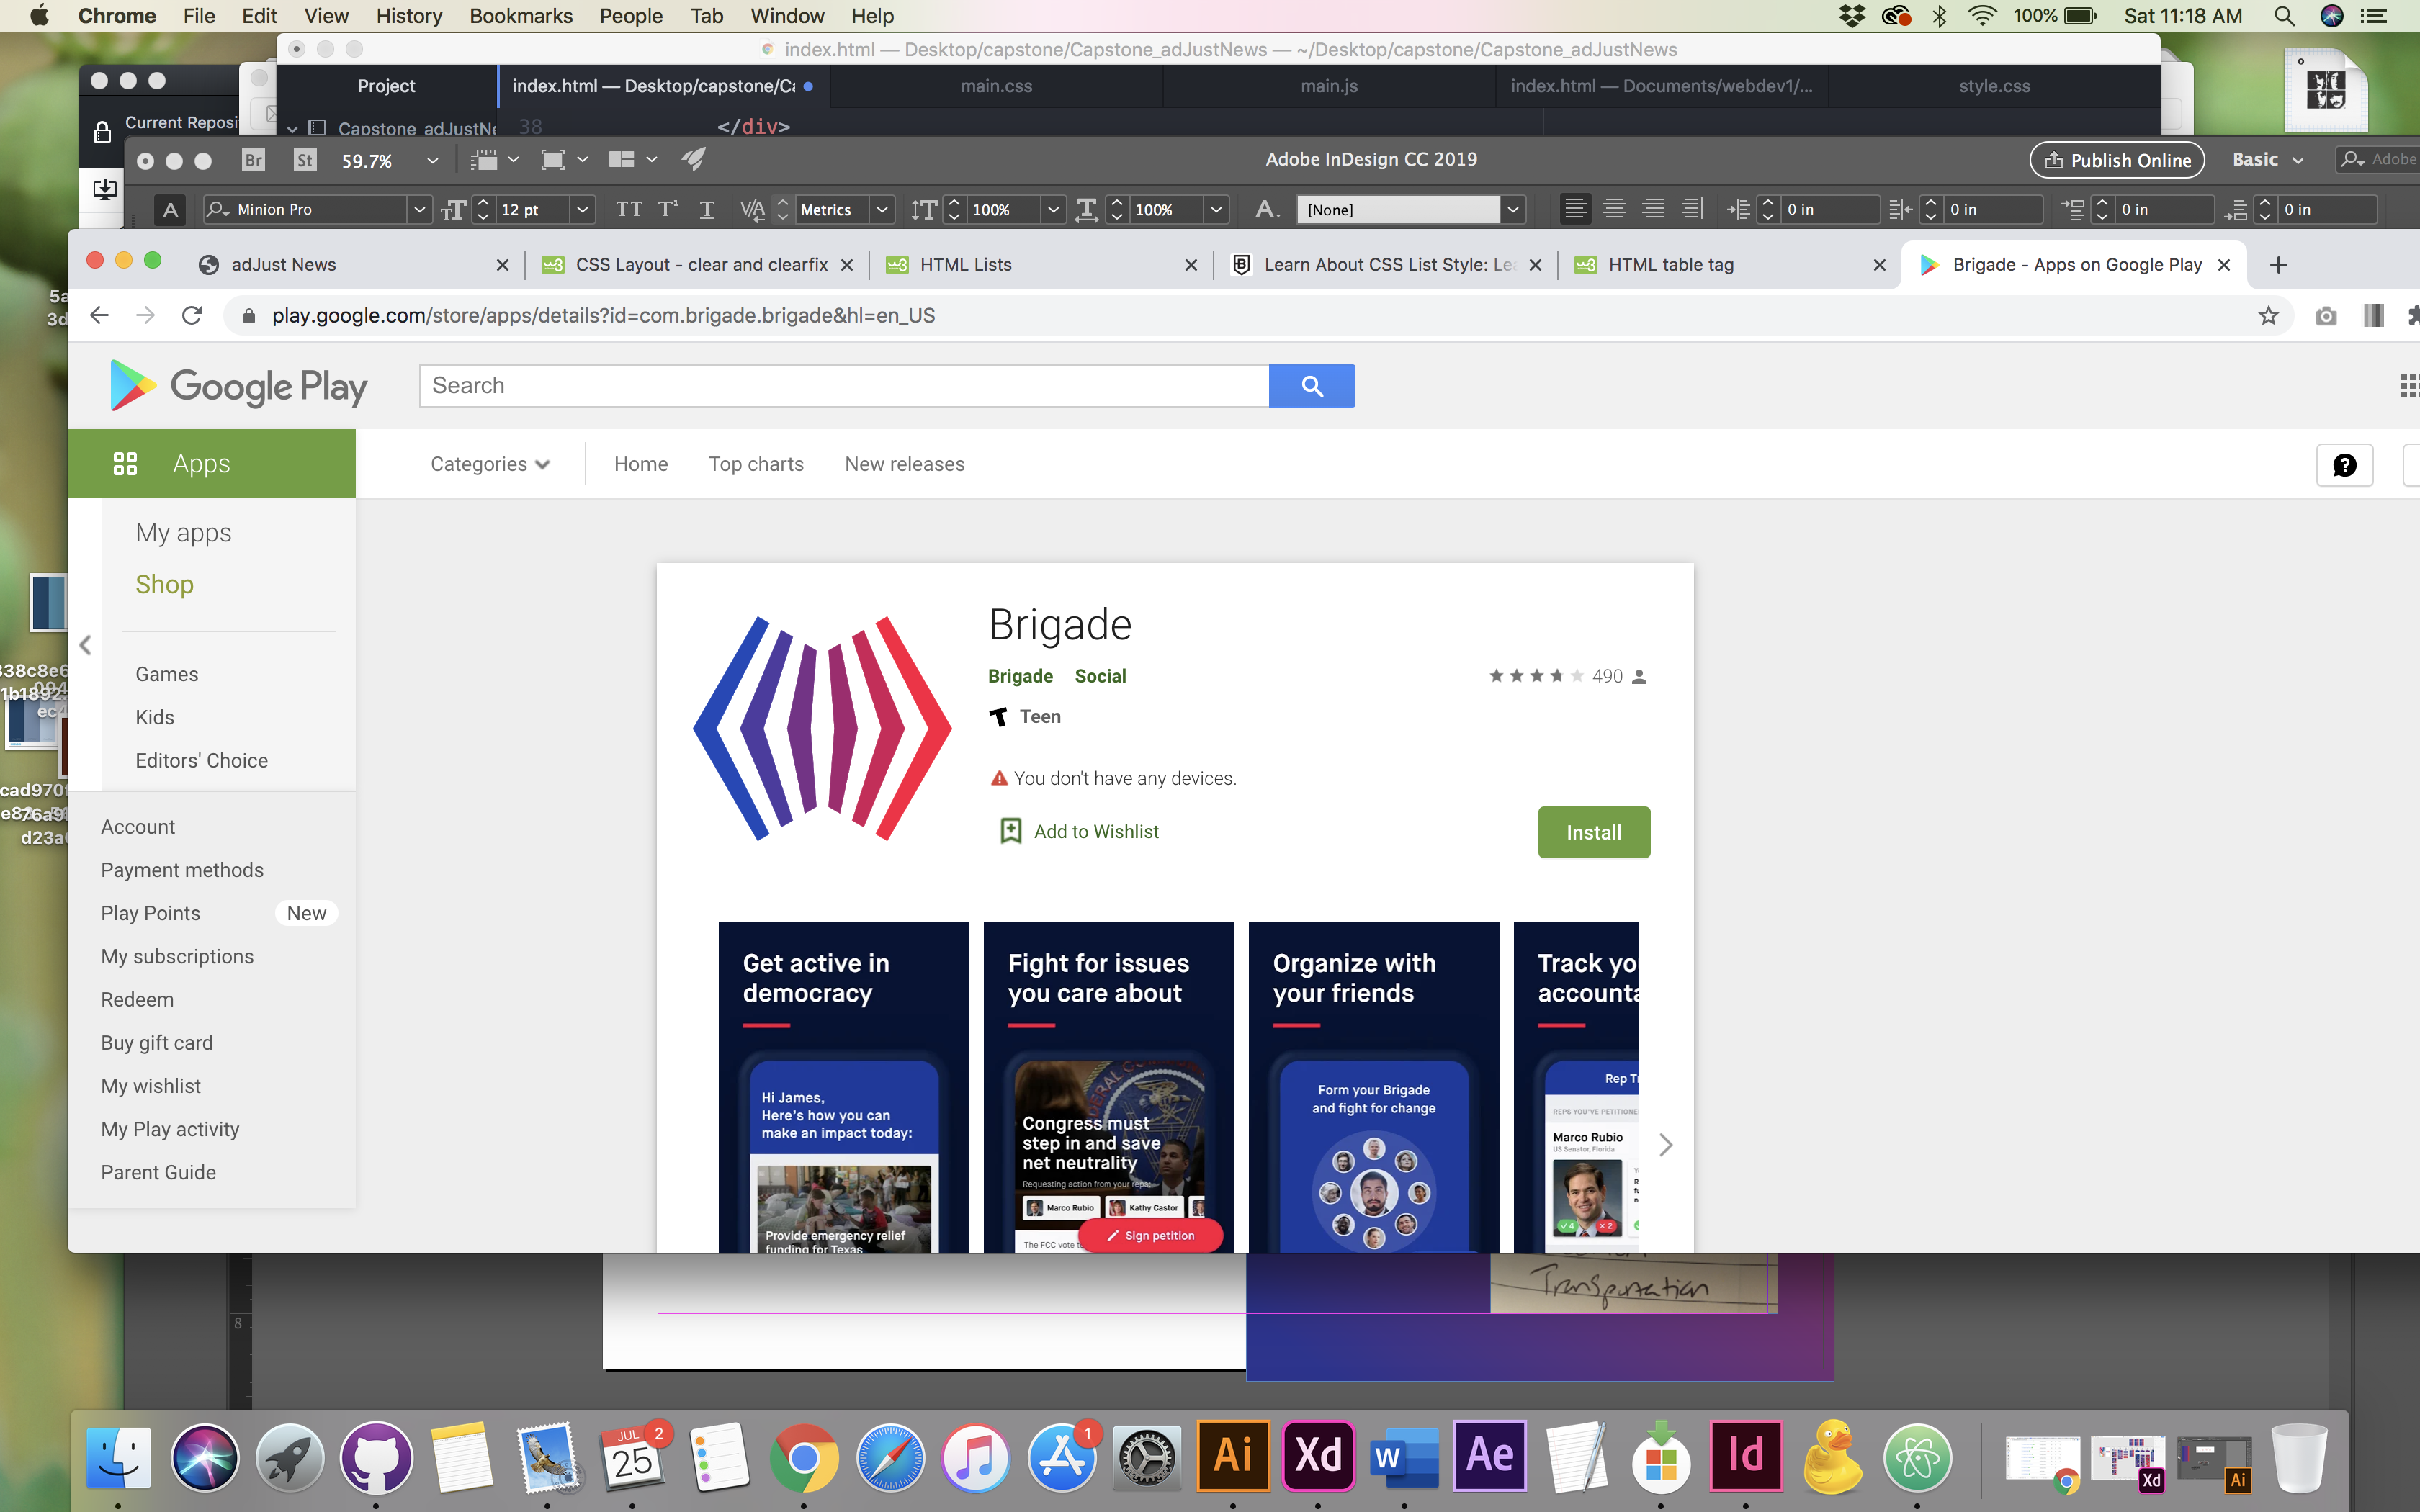 Chrome File Edit View History Bookmarks People Tab Window Help 100% Sat 11:18 AM
index.html — Desktop/capstone/Capstone_adJustNews — ~/Desktop/capstone/Capstone_adJustNews
Project index.html — Desktop/capstone/Ca main.css main.js index.html — Documents/webdev1/... style.css
Current Reposi Capstone_adJustNe 38 </div>
Br St 59.7% Adobe InDesign CC 2019 Publish Online Basic Adobe
A Minion Pro 12 pt Metrics 100% 100% A. [None] 0 in 0 in 0 in 0 in
adJust News CSS Layout - clear and clearfix HTML Lists Learn About CSS List Style: Le HTML table tag Brigade - Apps on Google Play
play.google.com/store/apps/details?id=com.brigade.brigade&hl=en_US
Google Play Search
Apps Categories Home Top charts New releases
My apps
Shop
Games
Kids
Editors' Choice
Account
Payment methods
Play Points New
My subscriptions
Redeem
Buy gift card
My wishlist
My Play activity
Parent Guide
Brigade
Brigade Social 490
T Teen
You don't have any devices.
Add to Wishlist Install
Get active in
democracy
Hi James,
Here's how you can
make an impact today:
Provide emergency relief
funding for Texas
Fight for issues
you care about
Congress must
step in and save
net neutrality
Requesting action from your reps:
Marco Rubio Kathy Castor
Sign petition
The FCC vote t
Organize with
your friends
Form your Brigade
and fight for change
Track yo
accounta
Rep Tr
REPS YOU'VE PETITIONE
Marco Rubio
US Senator, Florida
4 2
Transportation
8
JUL 2
25
1
Ai Xd W Ae Id Xd Ai